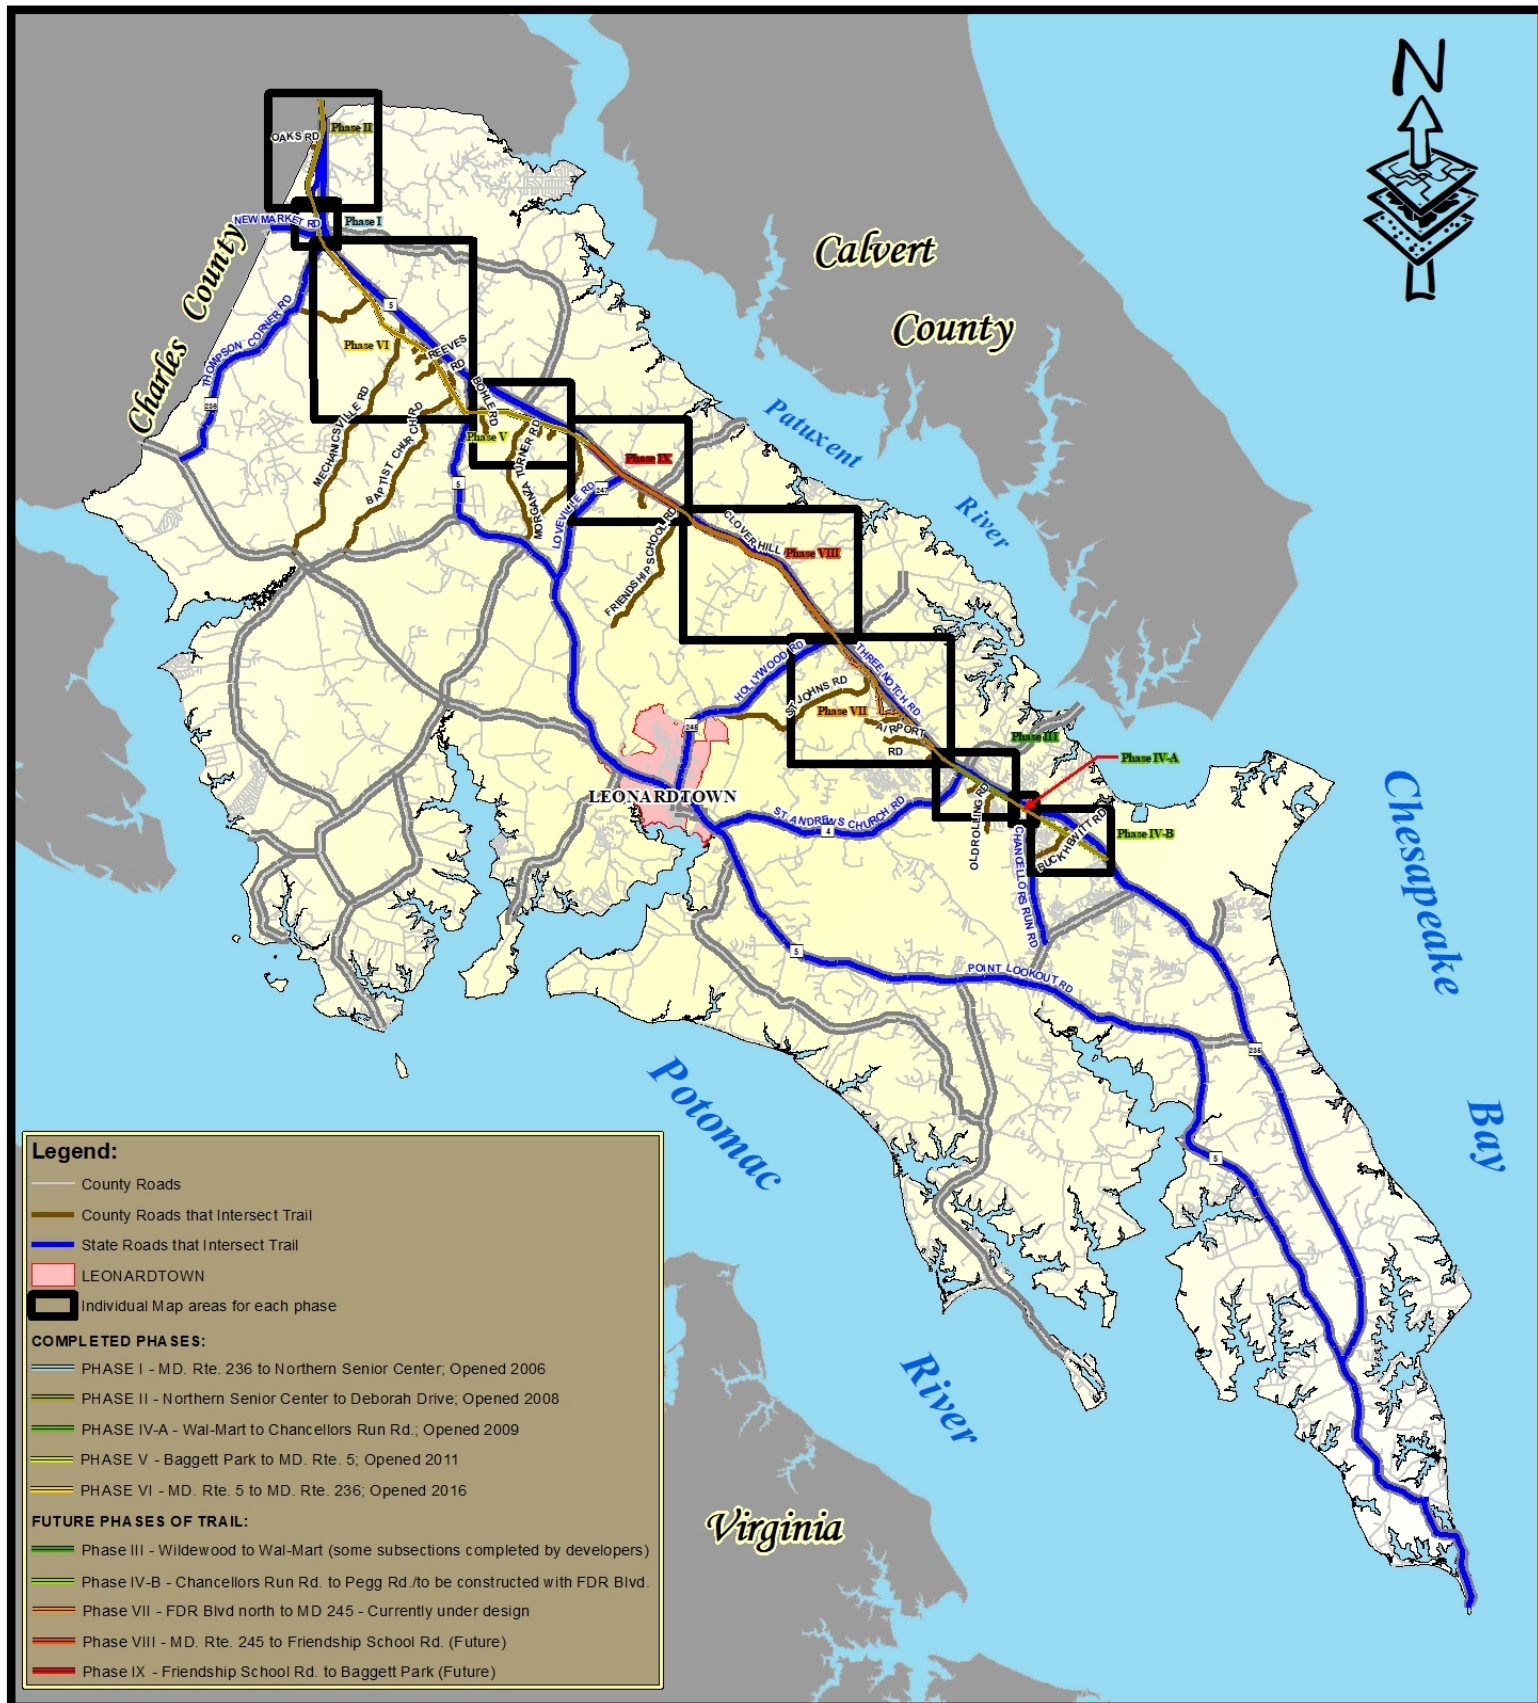 N
OAKS RD
Phase II
NEW MARKET RD
Phase I
Charles County
Calvert
County
THOMPSON CORNER RD
5
Phase VI
REEVES
RD
236
MECHANICSVILLE RD
BAPTIST CHURCH RD
BOHLE RD
Phase V
5
MORGANZA TURNER RD
Phase IX
247
LOVEVILLE RD
Patuxent
River
FRIENDSHIP SCHOOL RD
CLOVER HILL
Phase VIII
HOLLYWOOD RD
THREE NOTCH RD
ST JOHNS RD
Phase VII
AIRPORT
RD
Phase III
Phase IV-A
LEONARDTOWN
ST ANDREWS CHURCH RD
4
OLD ROLLING RD
CHANCELLORS RUN RD
BUCK HEWITT RD
Phase IV-B
Chesapeake
Bay
5
POINT LOOKOUT RD
235
5
Potomac
River
Virginia
Legend:
County Roads
County Roads that Intersect Trail
State Roads that Intersect Trail
LEONARDTOWN
Individual Map areas for each phase
COMPLETED PHASES:
PHASE I - MD. Rte. 236 to Northern Senior Center; Opened 2006
PHASE II - Northern Senior Center to Deborah Drive; Opened 2008
PHASE IV-A - Wal-Mart to Chancellors Run Rd.; Opened 2009
PHASE V - Baggett Park to MD. Rte. 5; Opened 2011
PHASE VI - MD. Rte. 5 to MD. Rte. 236; Opened 2016
FUTURE PHASES OF TRAIL:
Phase III - Wildewood to Wal-Mart (some subsections completed by developers)
Phase IV-B - Chancellors Run Rd. to Pegg Rd./to be constructed with FDR Blvd.
Phase VII - FDR Blvd north to MD 245 - Currently under design
Phase VIII - MD. Rte. 245 to Friendship School Rd. (Future)
Phase IX - Friendship School Rd. to Baggett Park (Future)